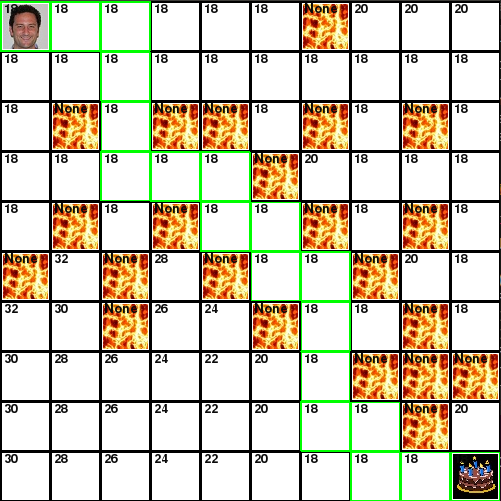 18 18 18 18 18 18 None 20 20 20
18 18 18 18 18 18 18 18 18 18
18 None 18 None None 18 None 18 None 18
18 18 18 18 18 None 20 18 18 18
18 None 18 None 18 18 None 18 None 18
None 32 None 28 None 18 18 None 20 18
32 30 None 26 24 None 18 18 None 18
30 28 26 24 22 20 18 None None None
30 28 26 24 22 20 18 18 None 20
30 28 26 24 22 20 18 18 18